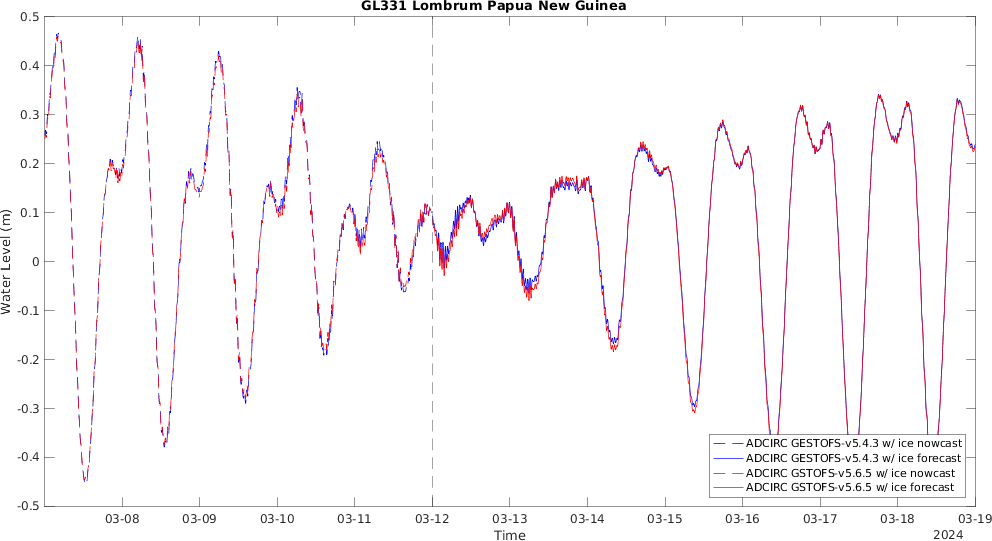 GL331 Lombrum Papua New Guinea
0.5
0.4
0.3
0.2
0.1
0
-0.1
-0.2
-0.3
-0.4
-0.5
Water Level (m)
ADCIRC GESTOFS-v5.4.3 w/ ice nowcast
ADCIRC GESTOFS-v5.4.3 w/ ice forecast
ADCIRC GSTOFS-v5.6.5 w/ ice nowcast
ADCIRC GSTOFS-v5.6.5 w/ ice forecast
03-08 03-09 03-10 03-11 03-12 03-13 03-14 03-15 03-16 03-17 03-18 03-19
Time
2024